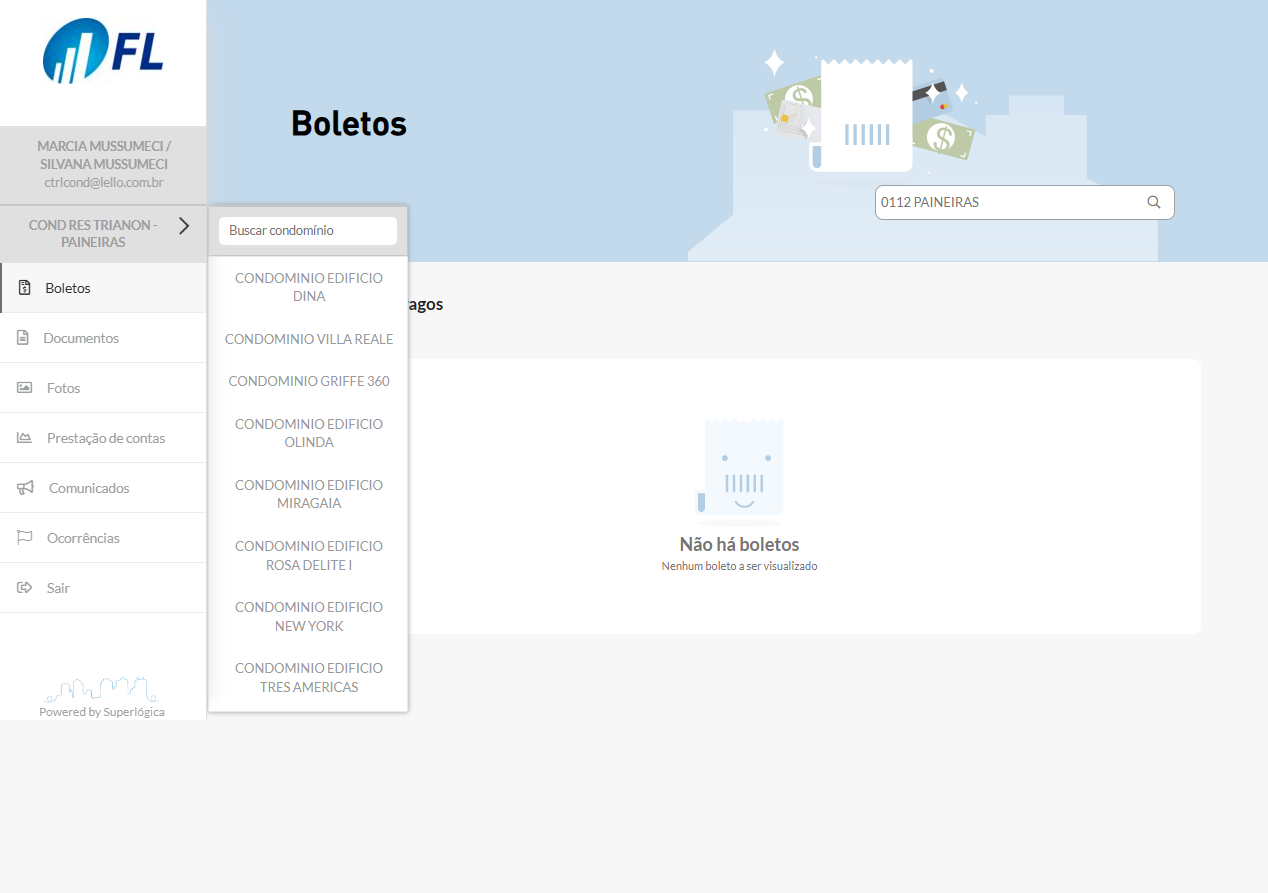 FL
MARCIA MUSSUMECI /
SILVANA MUSSUMECI
ctrlcond@lello.com.br
COND RES TRIANON -
PAINEIRAS
Boletos
Documentos
Fotos
Prestação de contas
Comunicados
Ocorrências
Sair
Powered by Superlógica
Buscar condomínio
CONDOMINIO EDIFICIO
DINA
CONDOMINIO VILLA REALE
CONDOMINIO GRIFFE 360
CONDOMINIO EDIFICIO
OLINDA
CONDOMINIO EDIFICIO
MIRAGAIA
CONDOMINIO EDIFICIO
ROSA DELITE I
CONDOMINIO EDIFICIO
NEW YORK
CONDOMINIO EDIFICIO
TRES AMERICAS
Boletos
0112 PAINEIRAS
agos
Não há boletos
Nenhum boleto a ser visualizado